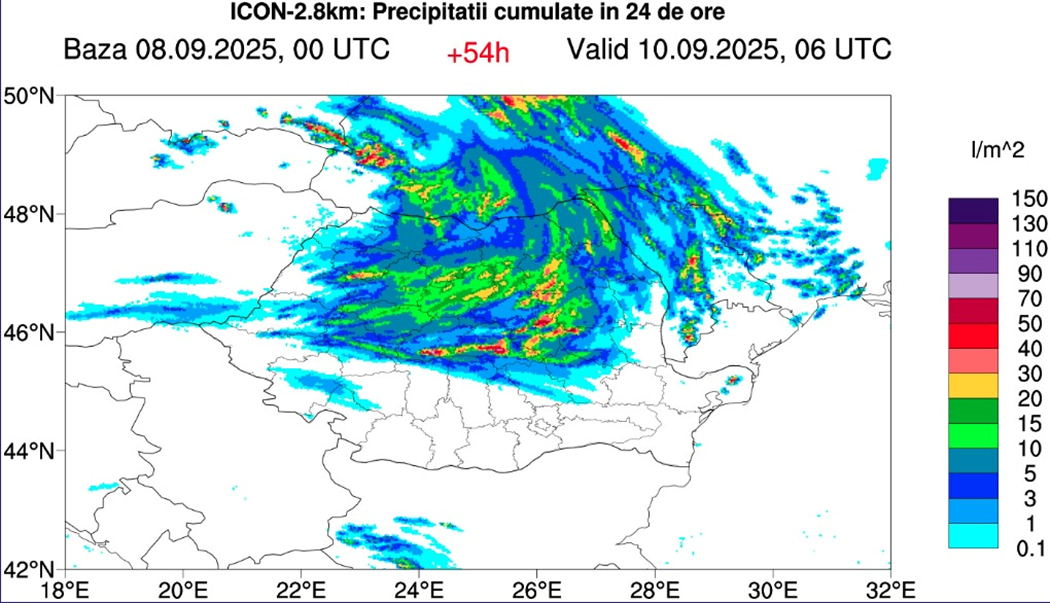 ICON-2.8km: Precipitatii cumulate in 24 de ore
Baza 08.09.2025, 00 UTC +54h Valid 10.09.2025, 06 UTC
50°N
48°N
46°N
44°N
42°N
18°E 20°E 22°E 24°E 26°E 28°E 30°E 32°E
l/m^2
150
130
110
90
70
50
40
30
20
15
10
5
3
1
0.1